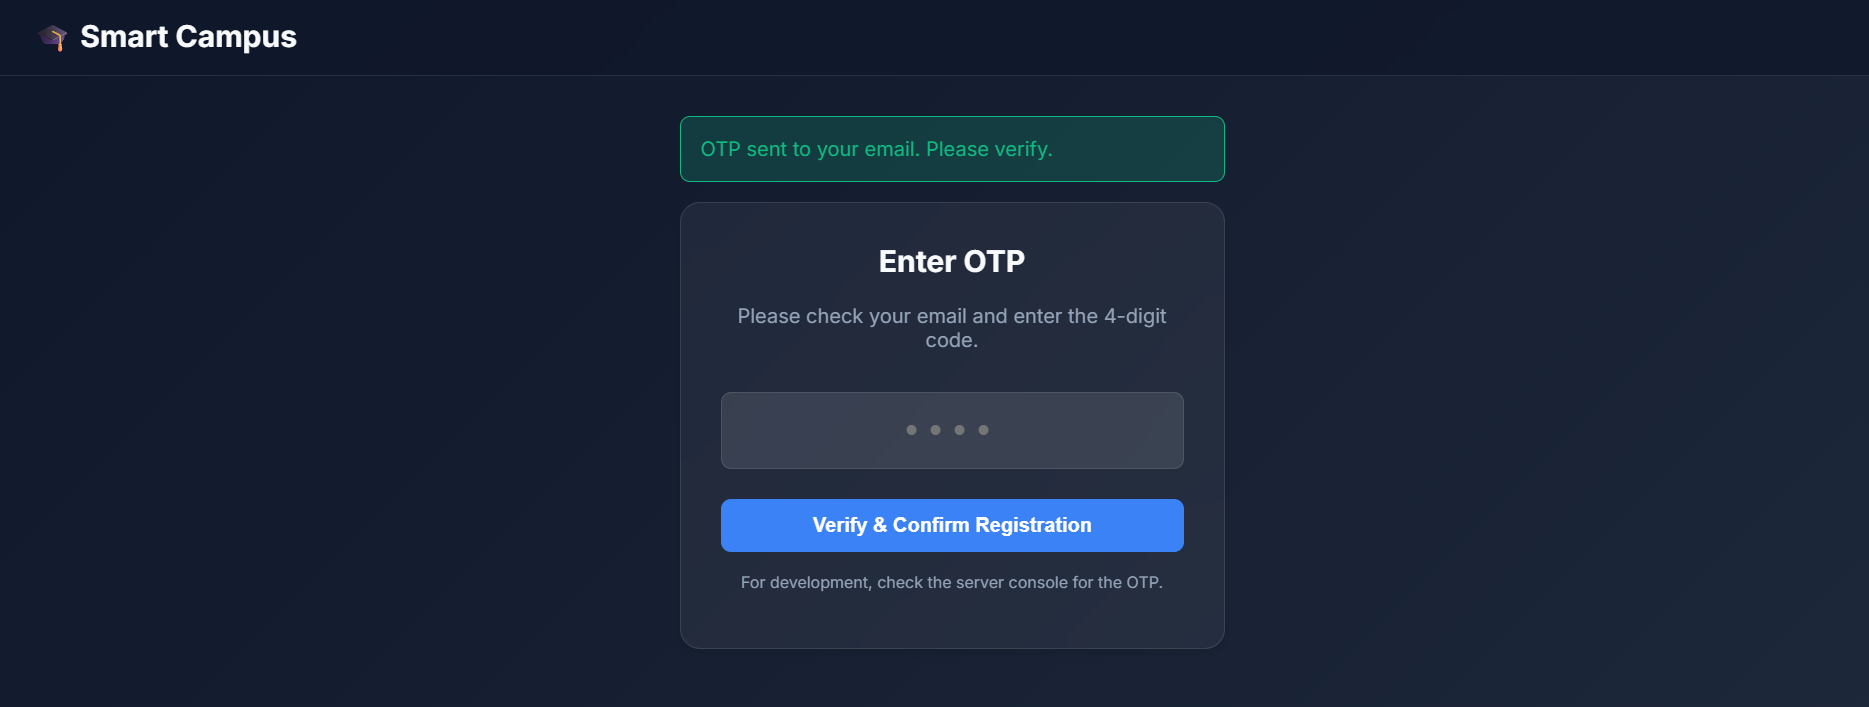 Smart Campus
OTP sent to your email. Please verify.
Enter OTP
Please check your email and enter the 4-digit
code.
••••
Verify & Confirm Registration
For development, check the server console for the OTP.